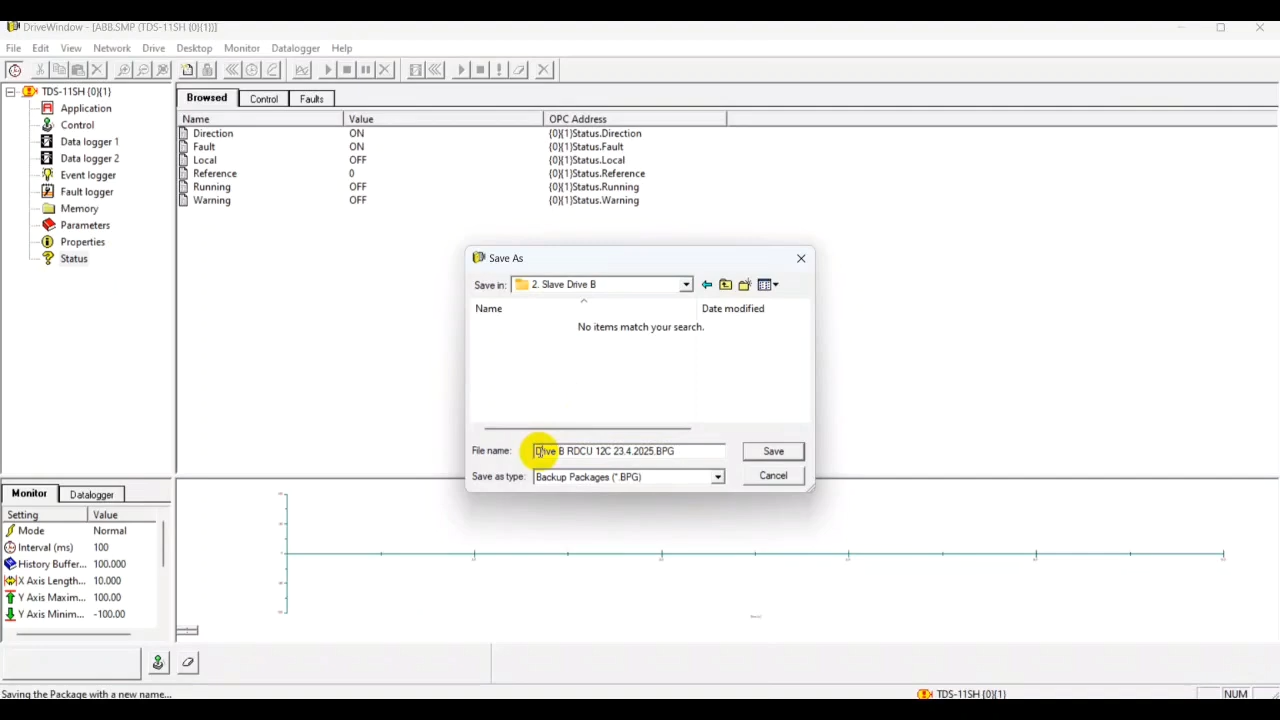 DriveWindow - [ABB.SMP (TDS-11SH {0}{1})]
File Edit View Network Drive Desktop Monitor Datalogger Help
TDS-11SH {0}{1}
Application
Control
Data logger 1
Data logger 2
Event logger
Fault logger
Memory
Parameters
Properties
Status
Browsed Control Faults
Name Value OPC Address
Direction ON {0}{1}Status.Direction
Fault ON {0}{1}Status.Fault
Local OFF {0}{1}Status.Local
Reference 0 {0}{1}Status.Reference
Running OFF {0}{1}Status.Running
Warning OFF {0}{1}Status.Warning
Save As
Save in: 2. Slave Drive B
Name Date modified
No items match your search.
File name: Drive B RDCU 12C 23.4.2025.BPG
Save
Save as type: Backup Packages (*.BPG)
Cancel
Monitor Datalogger
Setting Value
Mode Normal
Interval (ms) 100
History Buffer... 100.000
X Axis Length... 10.000
Y Axis Maxim... 100.00
Y Axis Minim... -100.00
Saving the Package with a new name...
TDS-11SH {0}{1}
NUM